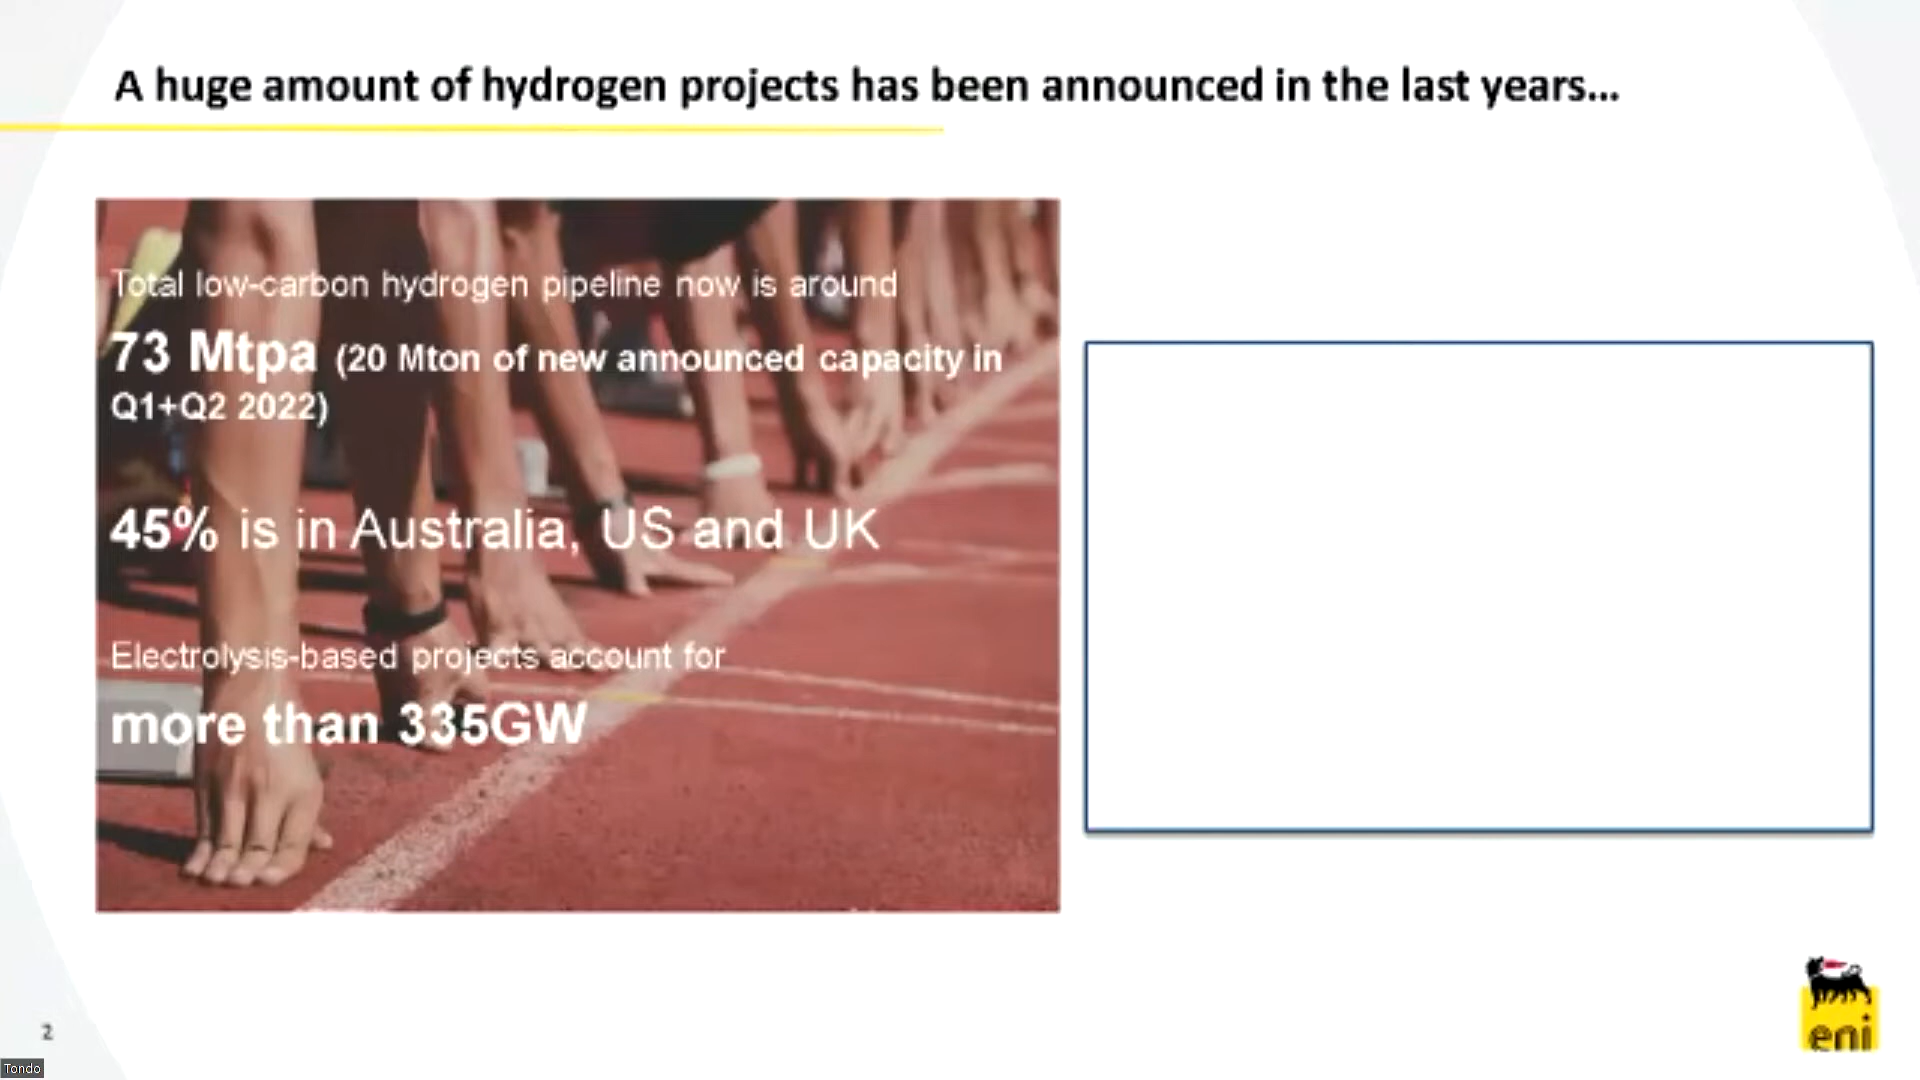 A huge amount of hydrogen projects has been announced in the last years...
Total low-carbon hydrogen pipeline now is around
73 Mtpa (20 Mton of new announced capacity in
Q1+Q2 2022)
45% is in Australia, US and UK
Electrolysis-based projects account for
more than 335GW
eni
2
Tondo